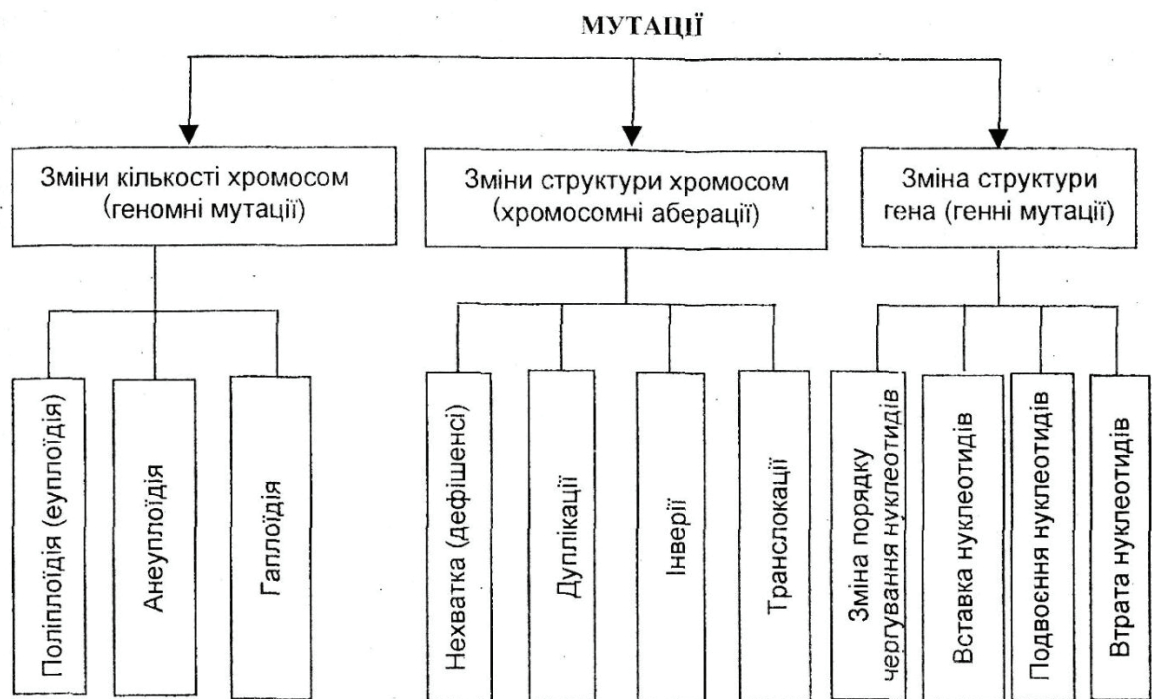 МУТАЦІЇ
Зміни кількості хромосом
(геномні мутації)
Зміни структури хромосом
(хромосомні аберації)
Зміна структури
гена (генні мутації)
Поліплоїдія (еуплоїдія)
Анеуплоїдія
Гаплоїдія
Нехватка (дефішенсі)
Дуплікації
Інверії
Транслокації
Зміна порядку
чергування нуклеотидів
Вставка нуклеотидів
Подвоєння нуклеотидів
Втрата нуклеотидів